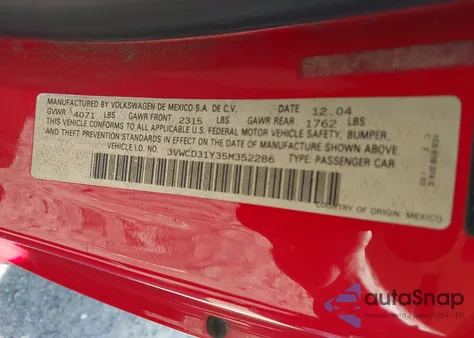 MANUFACTURED BY VOLKSWAGEN DE MEXICO S.A. DE C.V. DATE 12.04
GVWR 4071 LBS GAWR FRONT 2315 LBS GAWR REAR 1762 LBS
THIS VEHICLE CONFORMS TO ALL APPLICABLE
U.S. FEDERAL MOTOR VEHICLE SAFETY, BUMPER,
AND THEFT PREVENTION STANDARDS IN EFFECT ON THE DATE OF MANUFACTURE SHOWN ABOVE.
VEHICLE I.D. NO.: 3VWCD31Y35M352286 TYPE: PASSENGER CAR
COUNTRY OF ORIGIN MEXICO
autoSnap